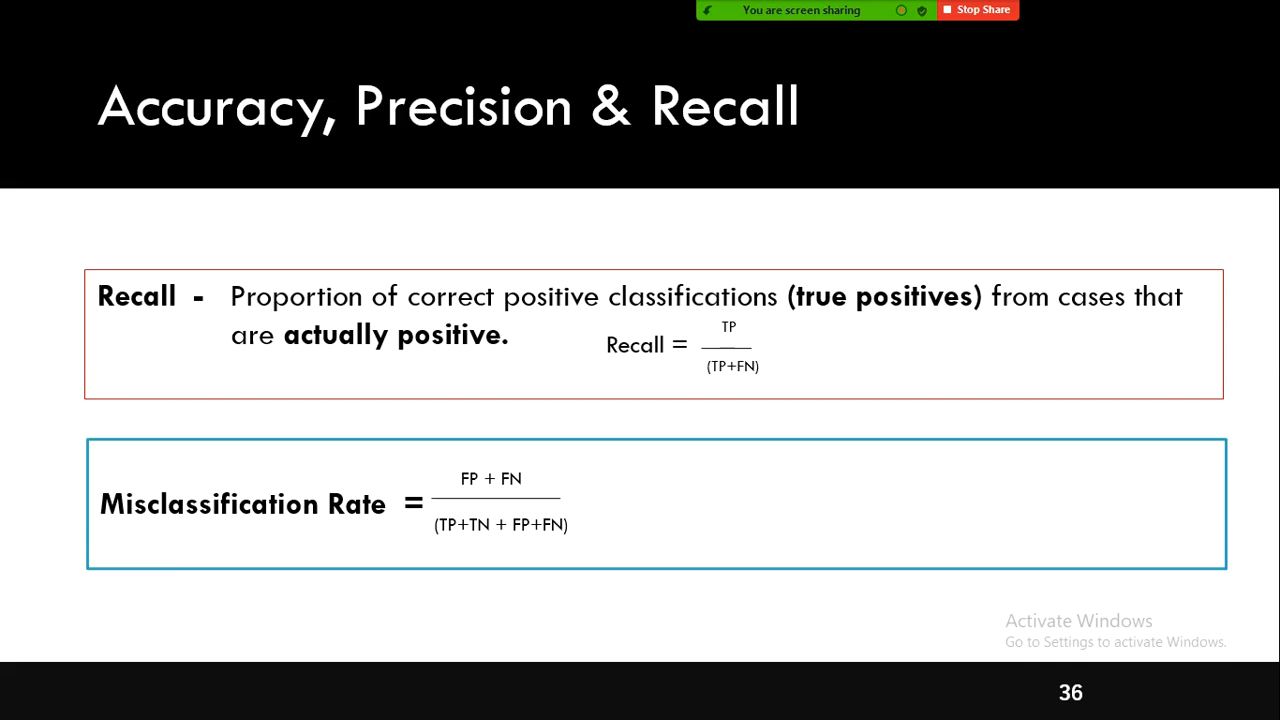 You are screen sharing
Stop Share
Accuracy, Precision & Recall
Recall - Proportion of correct positive classifications (true positives) from cases that
are actually positive.
Recall = TP
(TP+FN)
Misclassification Rate = FP + FN
(TP+TN + FP+FN)
Activate Windows
Go to Settings to activate Windows.
36